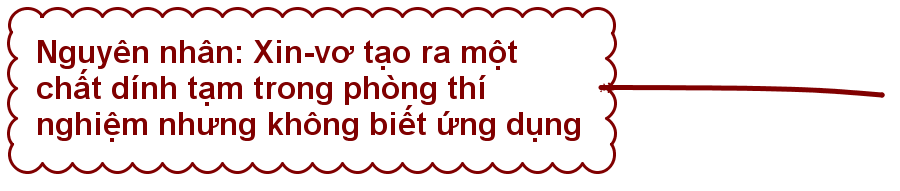 Nguyên nhân: Xin-vơ tạo ra một
chất dính tạm trong phòng thí
nghiệm nhưng không biết ứng dụng